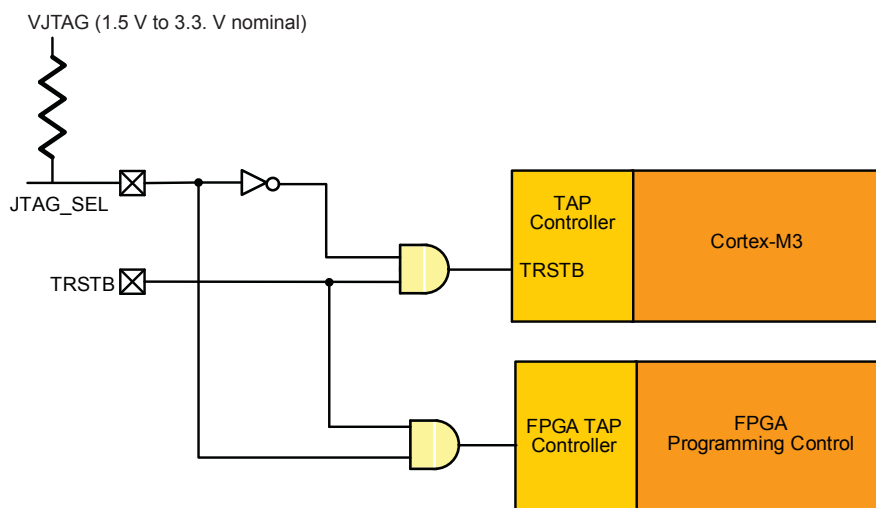 VJTAG (1.5 V to 3.3. V nominal)
JTAG_SEL
TRSTB
TAP
Controller
TRSTB
Cortex-M3
FPGA TAP
Controller
FPGA
Programming Control